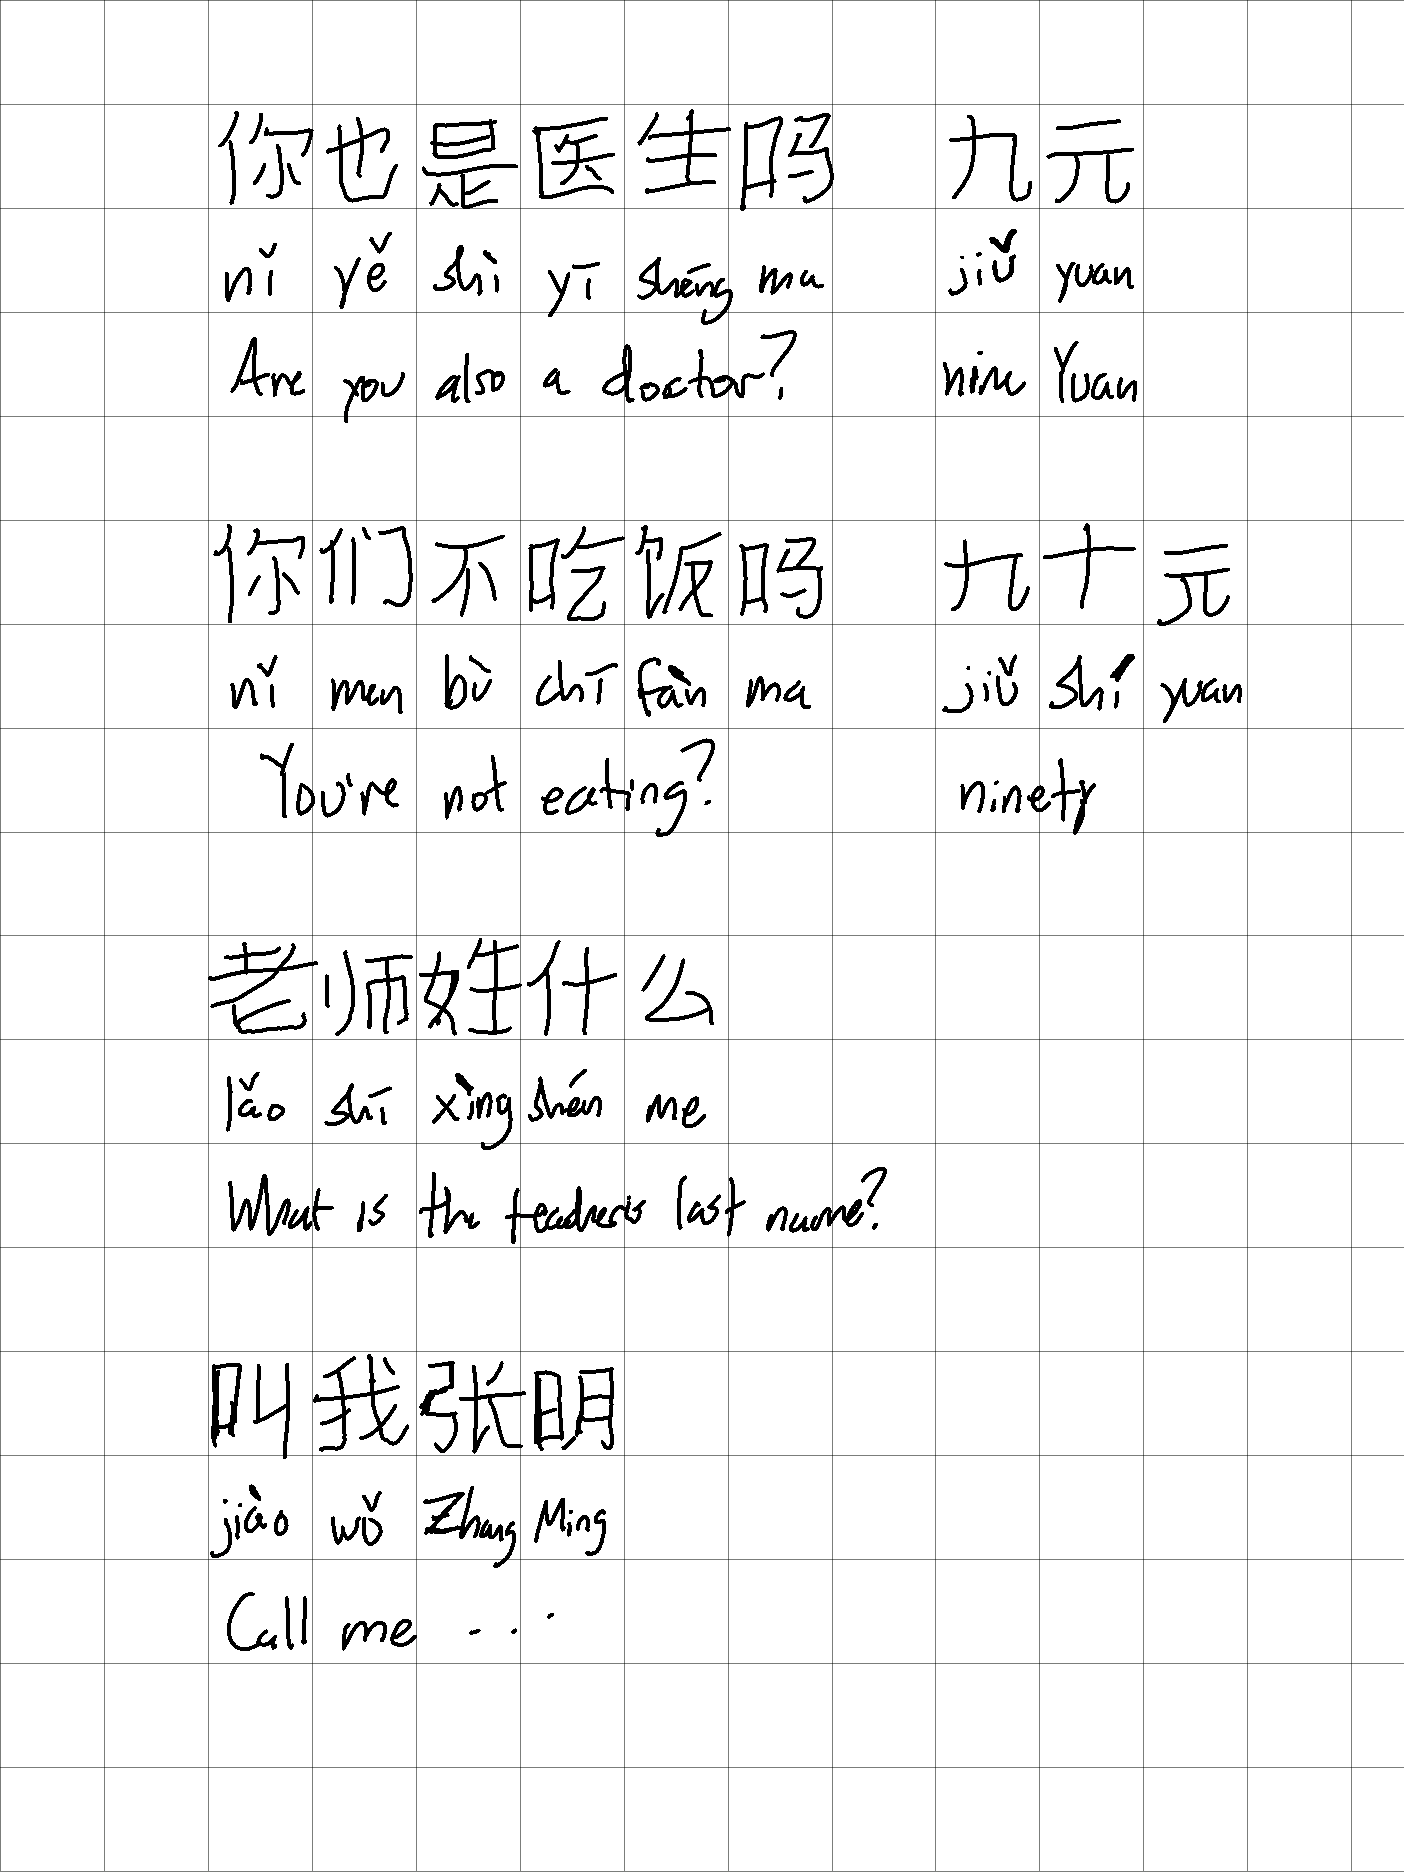 你也是医生吗 九元
nǐ yě shì yī shēng ma jiǔ yuan
Are you also a doctor? nine Yuan
你们不吃饭吗 九十元
nǐ men bù chī fàn ma jiǔ shí yuan
You're not eating? ninety
老师姓什么
lǎo shī xìng shén me
What is the teacher's last name?
叫我张明
jiào wǒ Zhang Ming
Call me ...